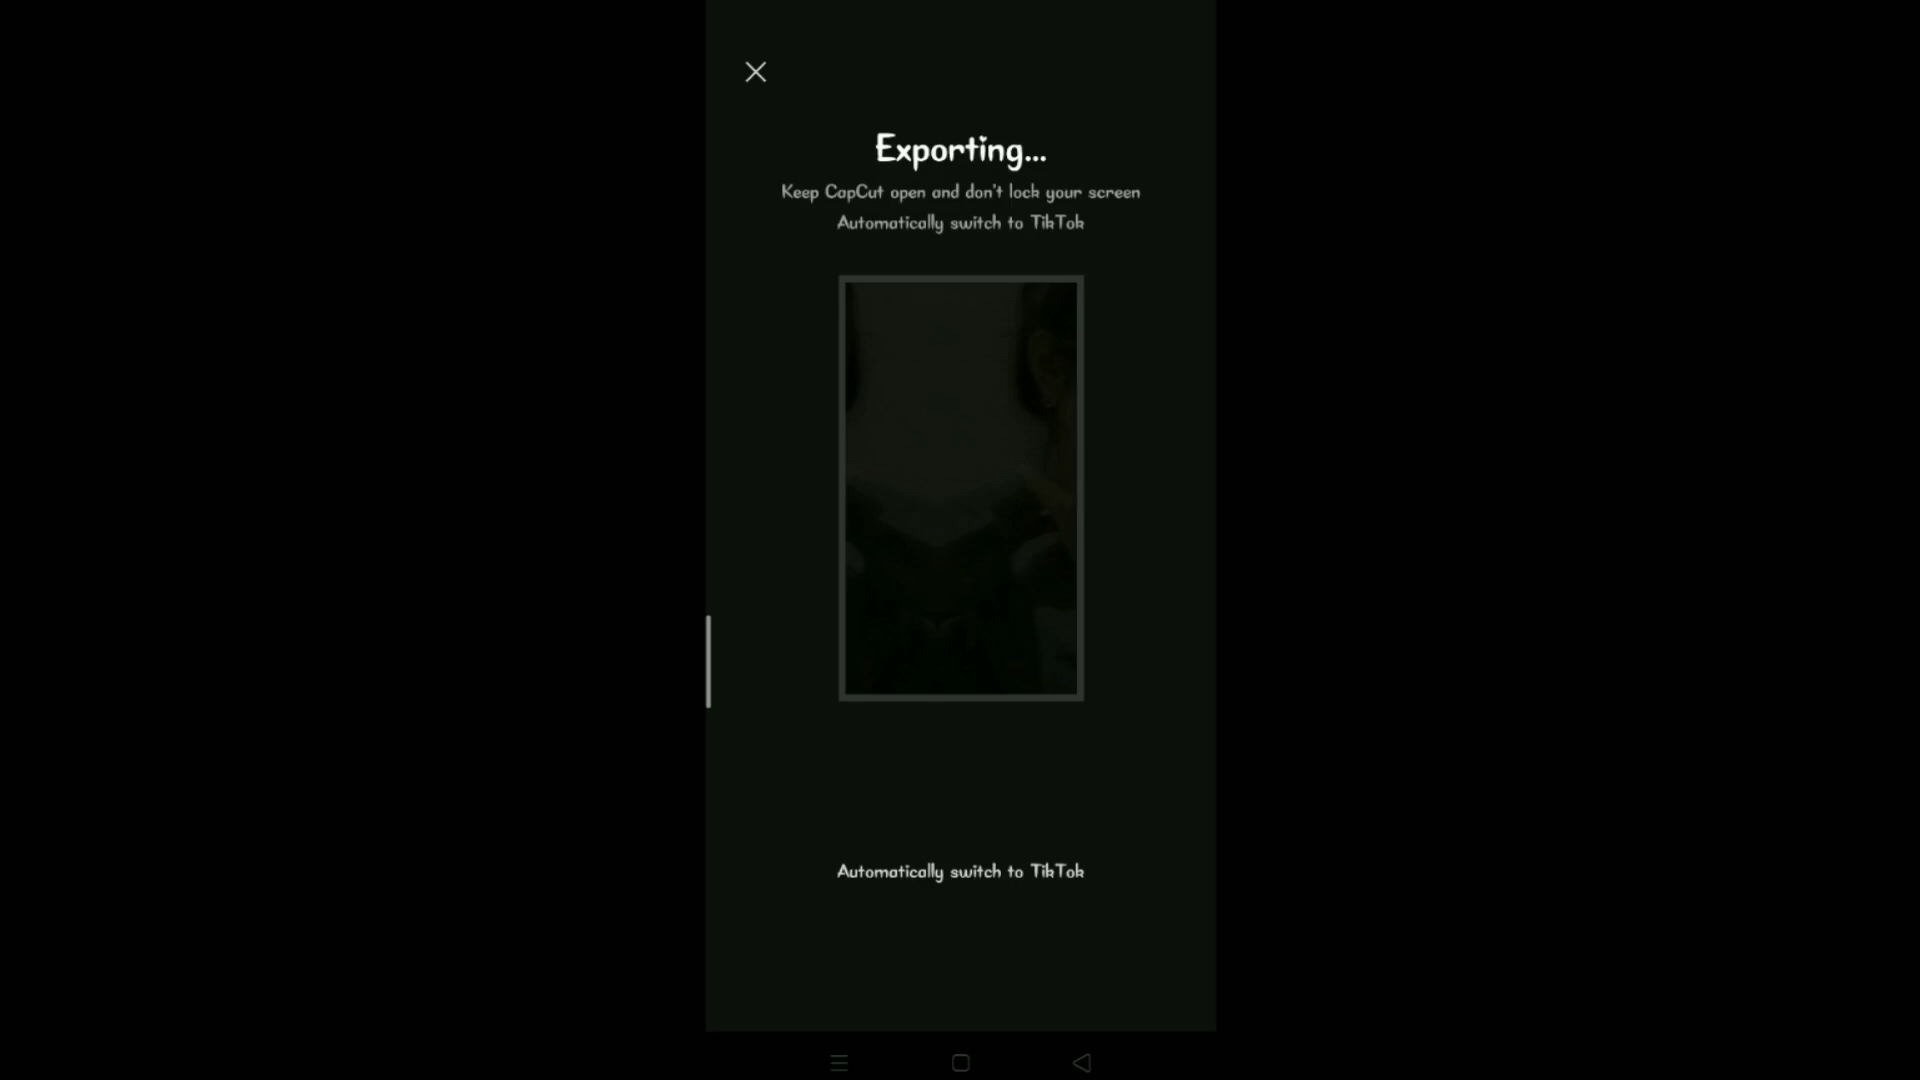 Exporting...
Keep CapCut open and don't lock your screen
Automatically switch to TikTok
Automatically switch to TikTok